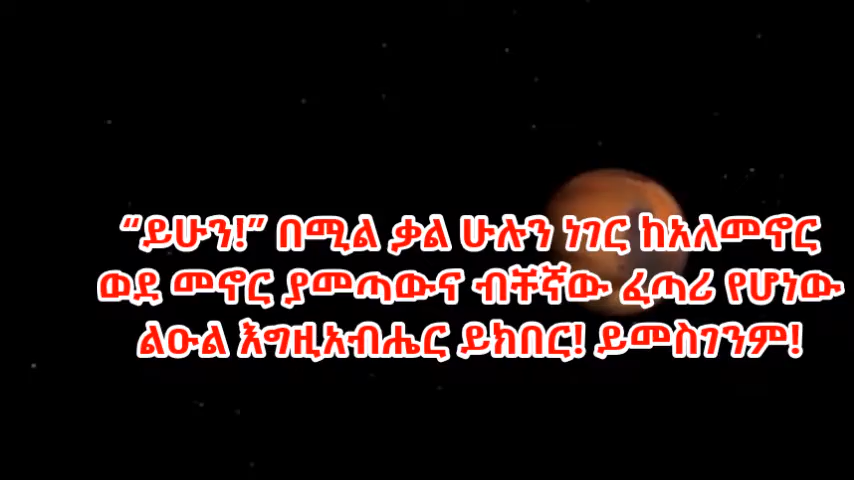 “ይሁን!” በሚል ቃል ሁሉን ነገር ከአለመኖር
ወደ መኖር ያመጣውና ብቸኛው ፈጣሪ የሆነው
ልዑል እግዚአብሔር ይክበር! ይመስገንም!